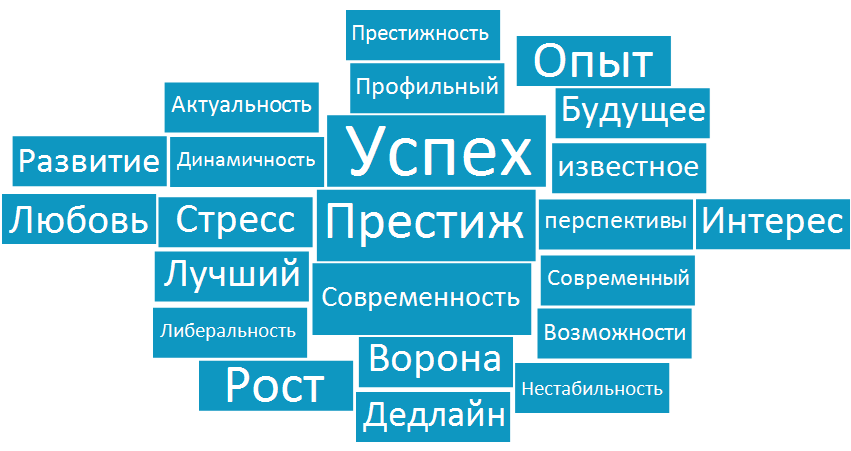 Престижность
Опыт
Профильный
Актуальность
Будущее
Успех
Развитие
Динамичность
известное
Любовь
Стресс
Престиж
перспективы
Интерес
Лучший
Современность
Современный
Либеральность
Возможности
Ворона
Рост
Нестабильность
Дедлайн